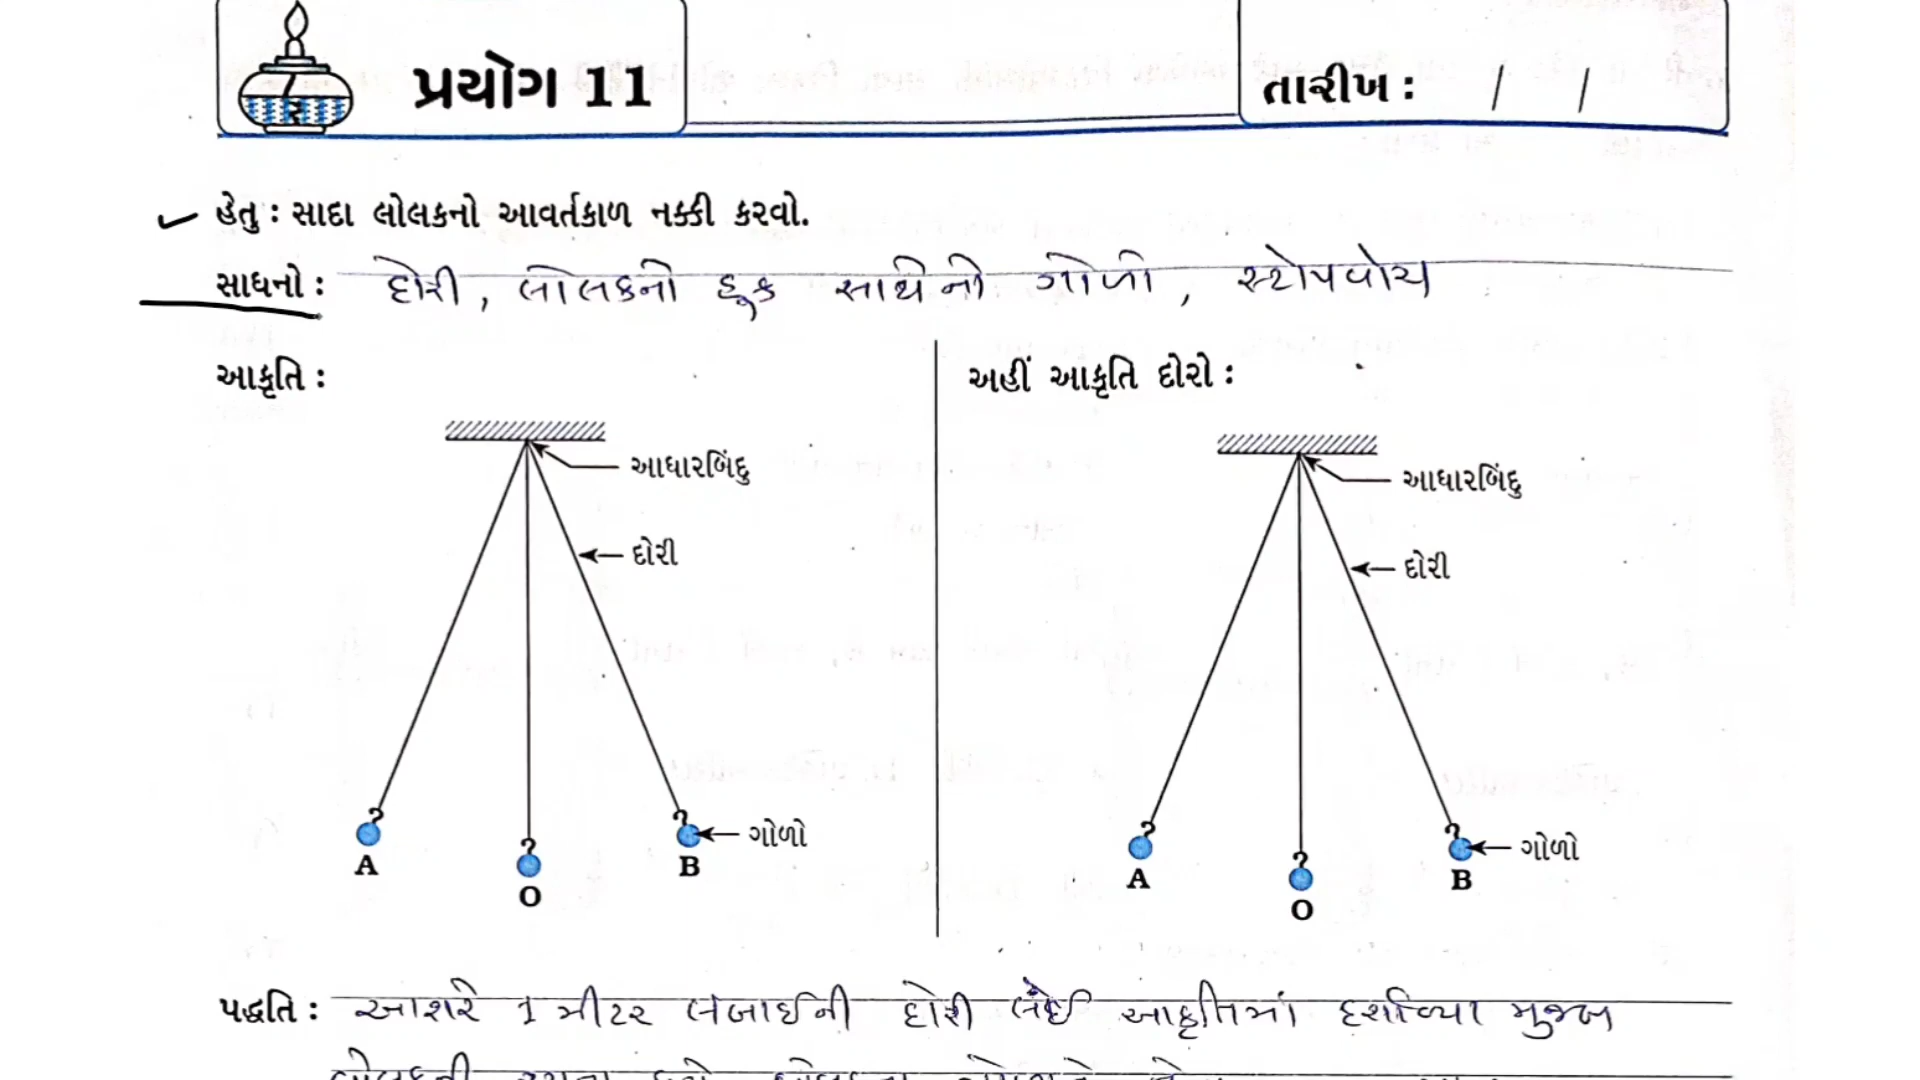 પ્રયોગ 11
તારીખ : / /
હેતુ : સાદા લોલકનો આવર્તકાળ નક્કી કરવો.
સાધનો : દોરી, લોલકનો હૂક સાથેનો ગોળો, સ્ટોપવોચ
આકૃતિ :
આધારબિંદુ
દોરી
ગોળો
A
B
O
અહીં આકૃતિ દોરો :
આધારબિંદુ
દોરી
ગોળો
A
B
O
પદ્ધતિ : આશરે 1 મીટર લંબાઈની દોરી લઈ આકૃતિમાં દર્શાવ્યા મુજબ